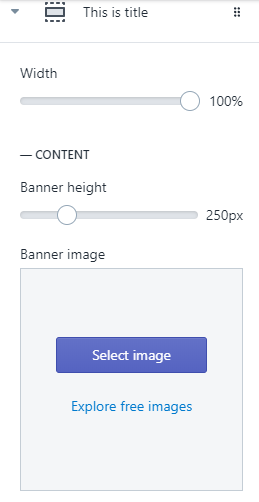 This is title
Width
100%
— CONTENT
Banner height
250px
Banner image
Select image
Explore free images